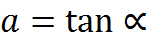 a = tan ∝